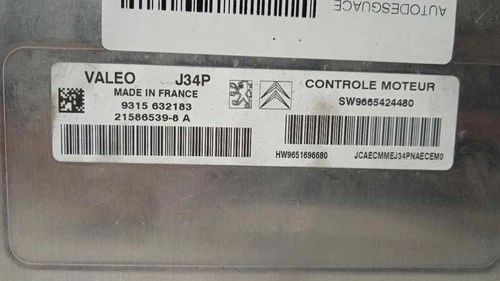 AUTODESGUACE
VALEO J34P
MADE IN FRANCE
9315 632183
21586539-8 A
CONTROLE MOTEUR
SW9665424480
HW9651696680
JCAECMMEJ34PNAECEM0